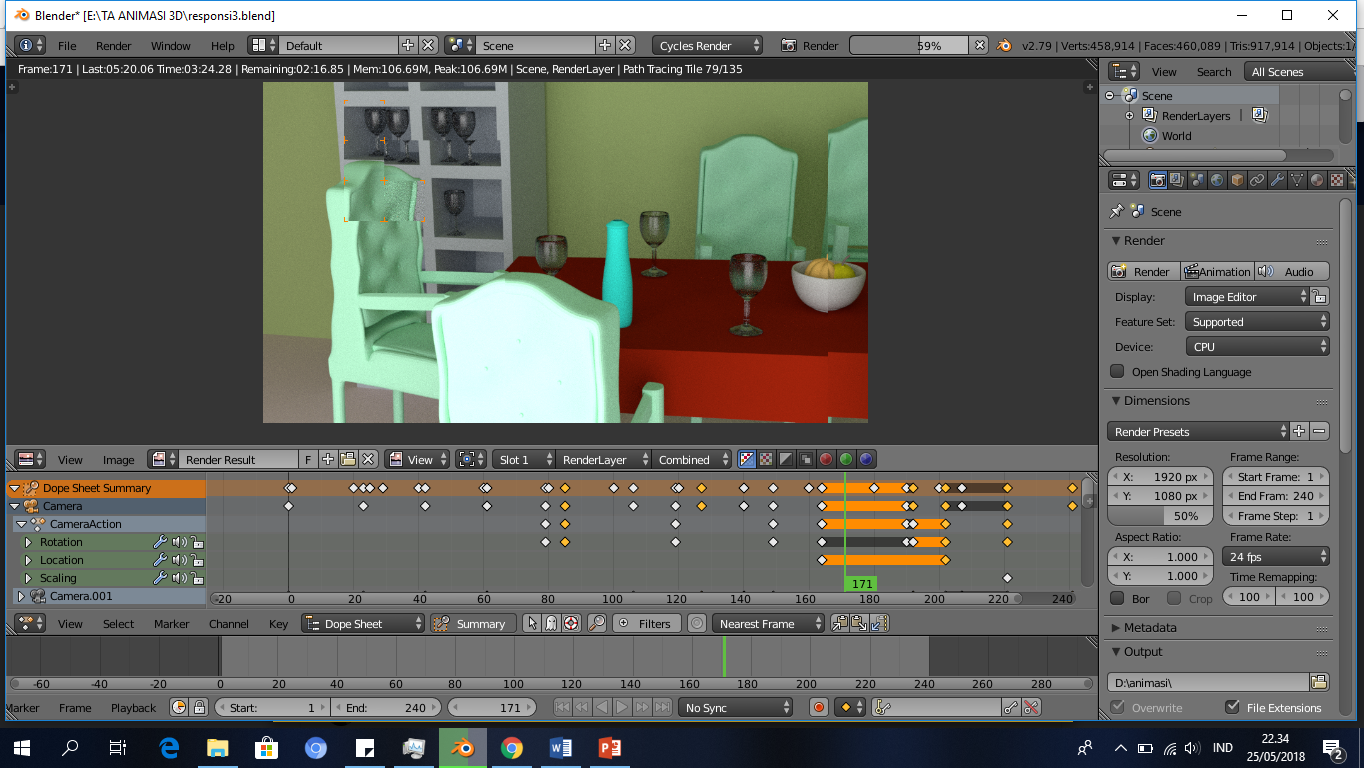 Blender* [E:\TA ANIMASI 3D\responsi3.blend]
File Render Window Help Default Scene Cycles Render Render 59% v2.79 | Verts:458,914 | Faces:460,089 | Tris:917,914 | Objects:1/
Frame:171 | Last:05:20.06 Time:03:24.28 | Remaining:02:16.85 | Mem:106.69M, Peak:106.69M | Scene, RenderLayer | Path Tracing Tile 79/135
View Search All Scenes
Scene
RenderLayers |
World
Scene
Render
Render Animation Audio
Display: Image Editor
Feature Set: Supported
Device: CPU
Open Shading Language
Dimensions
Render Presets
Resolution: Frame Range:
X: 1920 px Start Frame: 1
Y: 1080 px End Fram: 240
50% Frame Step: 1
Aspect Ratio: Frame Rate:
X: 1.000 24 fps
Y: 1.000 Time Remapping:
Bor Crop 100 100
Metadata
Output
D:\animasi\
Overwrite File Extensions
View Image Render Result F View Slot 1 RenderLayer Combined
Dope Sheet Summary
Camera
CameraAction
Rotation
Location
Scaling
Camera.001
171
-20 0 20 40 60 80 100 120 140 160 180 200 220 240
View Select Marker Channel Key Dope Sheet Summary Filters Nearest Frame
-60 -40 -20 0 20 40 60 80 100 120 140 160 180 200 220 240 260 280
Marker Frame Playback Start: 1 End: 240 171 No Sync
IND 22.34
25/05/2018 2